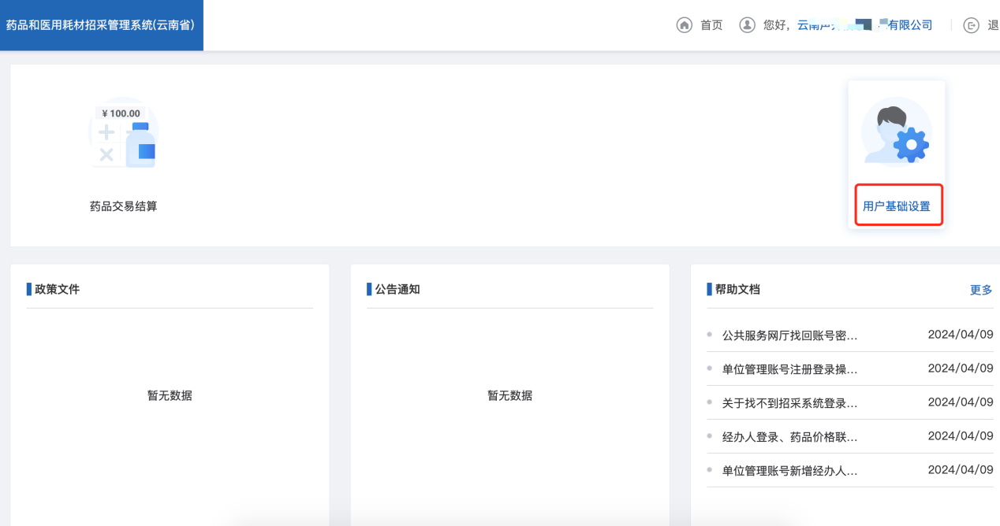 药品和医用耗材招采管理系统(云南省)
首页 您好, 云南 有限公司 退
¥ 100.00
药品交易结算
用户基础设置
政策文件
暂无数据
公告通知
暂无数据
帮助文档 更多
公共服务网厅找回账号密... 2024/04/09
单位管理账号注册登录操... 2024/04/09
关于找不到招采系统登录... 2024/04/09
经办人登录、药品价格联... 2024/04/09
单位管理账号新增经办人... 2024/04/09